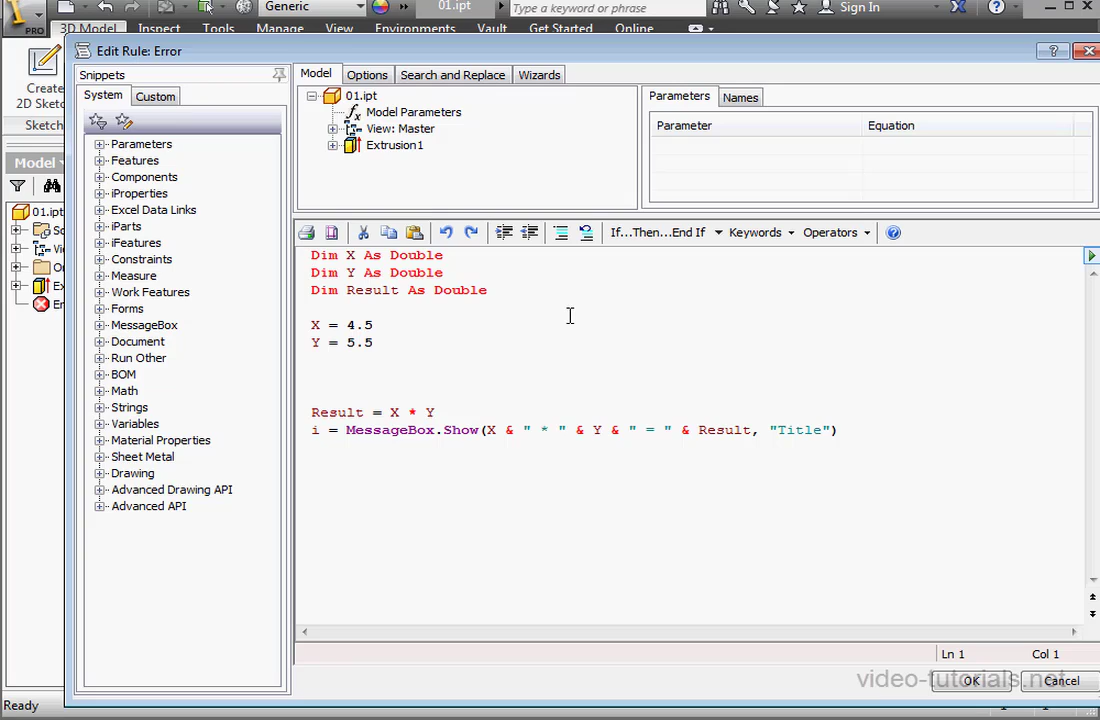 Generic
01.ipt
Type a keyword or phrase
Sign In
PRO
3D Model Inspect Tools Manage View Environments Vault Get Started Online
Create
2D Sketc
Sketch
Model
01.ipt
Ready
Edit Rule: Error
Snippets
System Custom
Parameters
Features
Components
iProperties
Excel Data Links
iParts
iFeatures
Constraints
Measure
Work Features
Forms
MessageBox
Document
Run Other
BOM
Math
Strings
Variables
Material Properties
Sheet Metal
Drawing
Advanced Drawing API
Advanced API
Model Options Search and Replace Wizards
01.ipt
Model Parameters
View: Master
Extrusion1
Parameters Names
Parameter Equation
If...Then...End If Keywords Operators
Dim X As Double
Dim Y As Double
Dim Result As Double
X = 4.5
Y = 5.5
Result = X * Y
i = MessageBox.Show(X & " * " & Y & " = " & Result, "Title")
Ln 1 Col 1
OK Cancel
video-tutorials.net